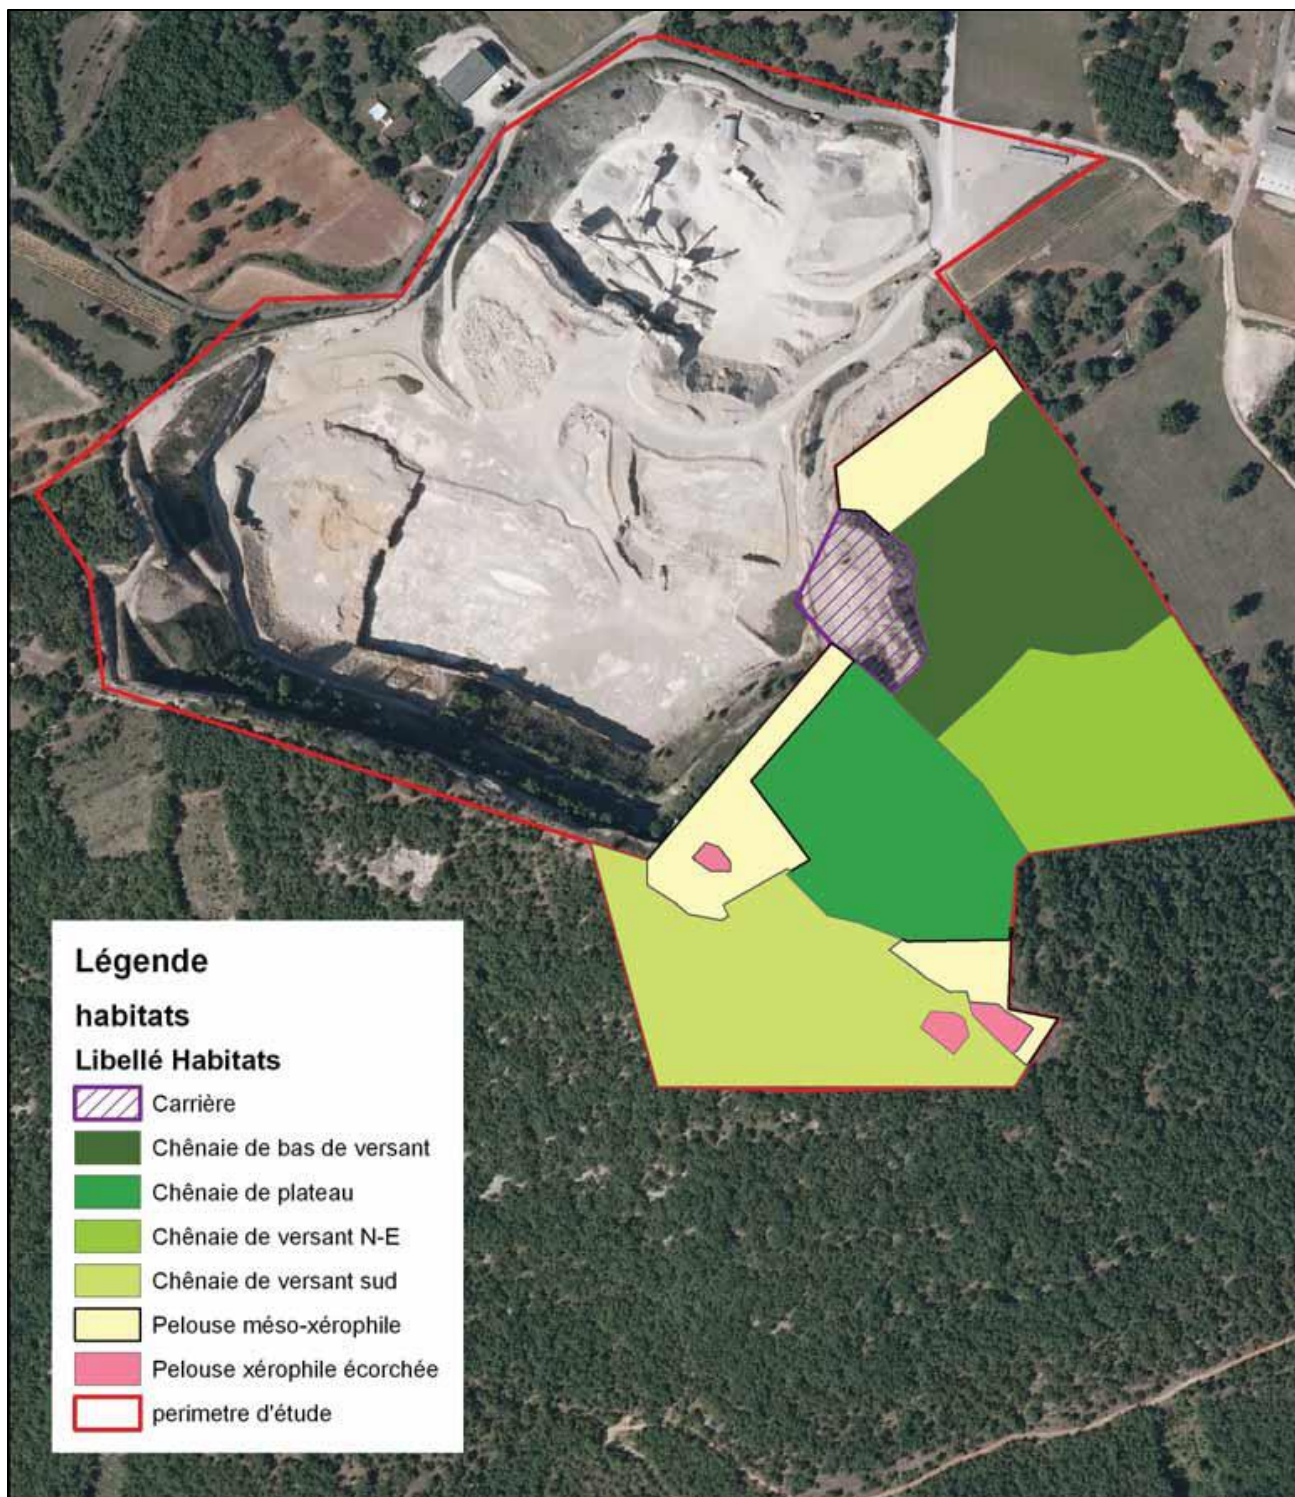 Légende
habitats
Libellé Habitats
Carrière
Chênaie de bas de versant
Chênaie de plateau
Chênaie de versant N-E
Chênaie de versant sud
Pelouse méso-xérophile
Pelouse xérophile écorchée
perimetre d'étude